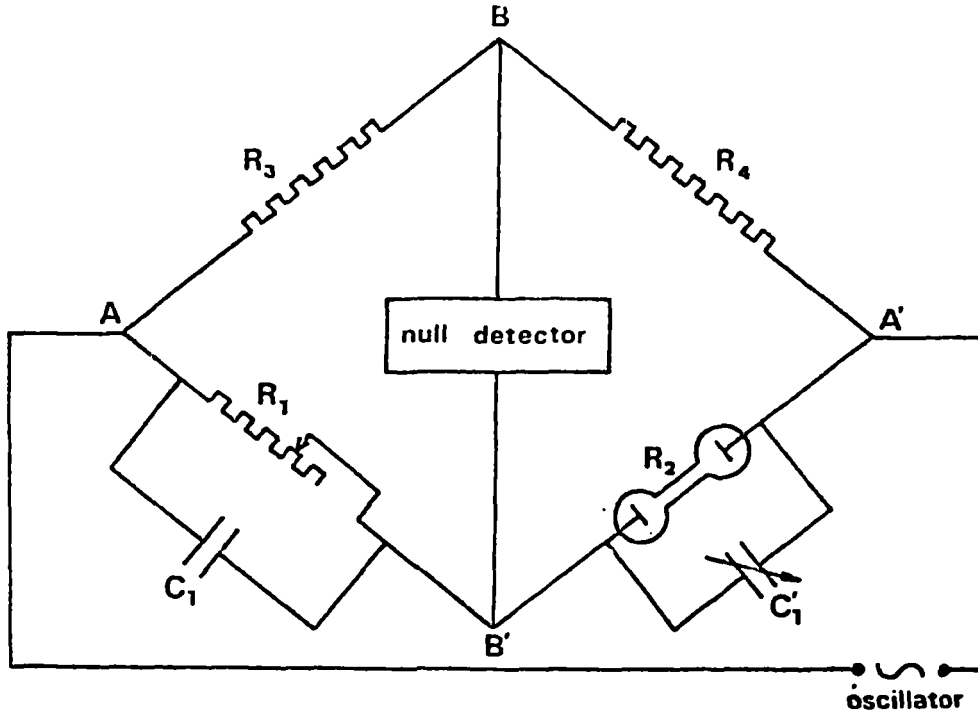 B
R₃
R₄
A
null detector
A'
R₁
R₂
C₁
C'₁
B'
oscillator